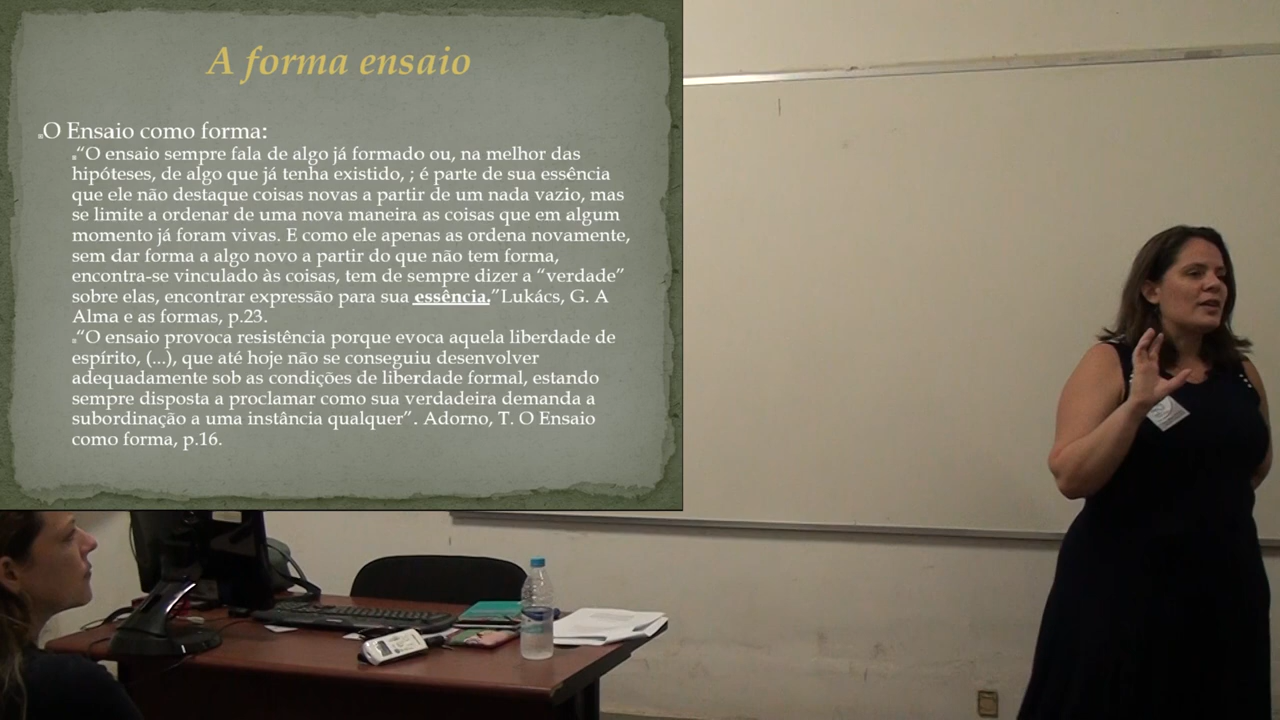 A forma ensaio
O Ensaio como forma:
“O ensaio sempre fala de algo já formado ou, na melhor das
hipóteses, de algo que já tenha existido, ; é parte de sua essência
que ele não destaque coisas novas a partir de um nada vazio, mas
se limite a ordenar de uma nova maneira as coisas que em algum
momento já foram vivas. E como ele apenas as ordena novamente,
sem dar forma a algo novo a partir do que não tem forma,
encontra-se vinculado às coisas, tem de sempre dizer a “verdade”
sobre elas, encontrar expressão para sua essência.”Lukács, G. A
Alma e as formas, p.23.
“O ensaio provoca resistência porque evoca aquela liberdade de
espírito, (...), que até hoje não se conseguiu desenvolver
adequadamente sob as condições de liberdade formal, estando
sempre disposta a proclamar como sua verdadeira demanda a
subordinação a uma instância qualquer”. Adorno, T. O Ensaio
como forma, p.16.